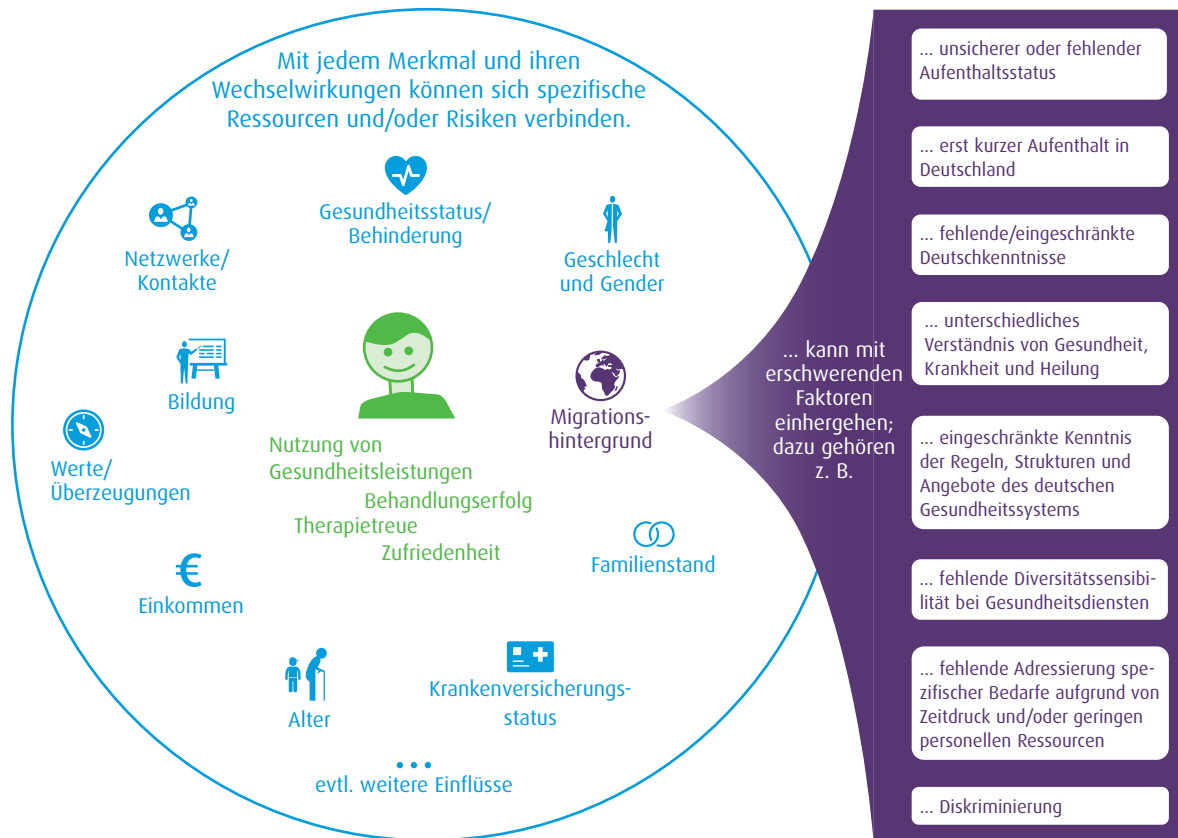 Mit jedem Merkmal und ihren
Wechselwirkungen können sich spezifische
Ressourcen und/oder Risiken verbinden.
Gesundheitsstatus/
Behinderung
Netzwerke/
Kontakte
Geschlecht
und Gender
Bildung
Migrations-
hintergrund
Werte/
Überzeugungen
Nutzung von
Gesundheitsleistungen
Behandlungserfolg
Therapietreue
Zufriedenheit
Familienstand
€
Einkommen
Alter
Krankenversicherungs-
status
...
evtl. weitere Einflüsse
... kann mit
erschwerenden
Faktoren
einhergehen;
dazu gehören
z. B.
... unsicherer oder fehlender
Aufenthaltsstatus
... erst kurzer Aufenthalt in
Deutschland
... fehlende/eingeschränkte
Deutschkenntnisse
... unterschiedliches
Verständnis von Gesundheit,
Krankheit und Heilung
... eingeschränkte Kenntnis
der Regeln, Strukturen und
Angebote des deutschen
Gesundheitssystems
... fehlende Diversitätssensibi-
lität bei Gesundheitsdiensten
... fehlende Adressierung spe-
zifischer Bedarfe aufgrund von
Zeitdruck und/oder geringen
personellen Ressourcen
... Diskriminierung